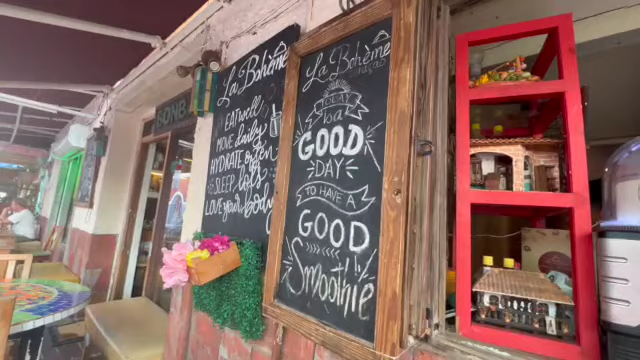 La Bohème
EAT well
MOVE daily
HYDRATE often
SLEEP lots
LOVE your body
La Bohème
TODAY
is a
GOOD
DAY
TO HAVE A
GOOD
Smoothie